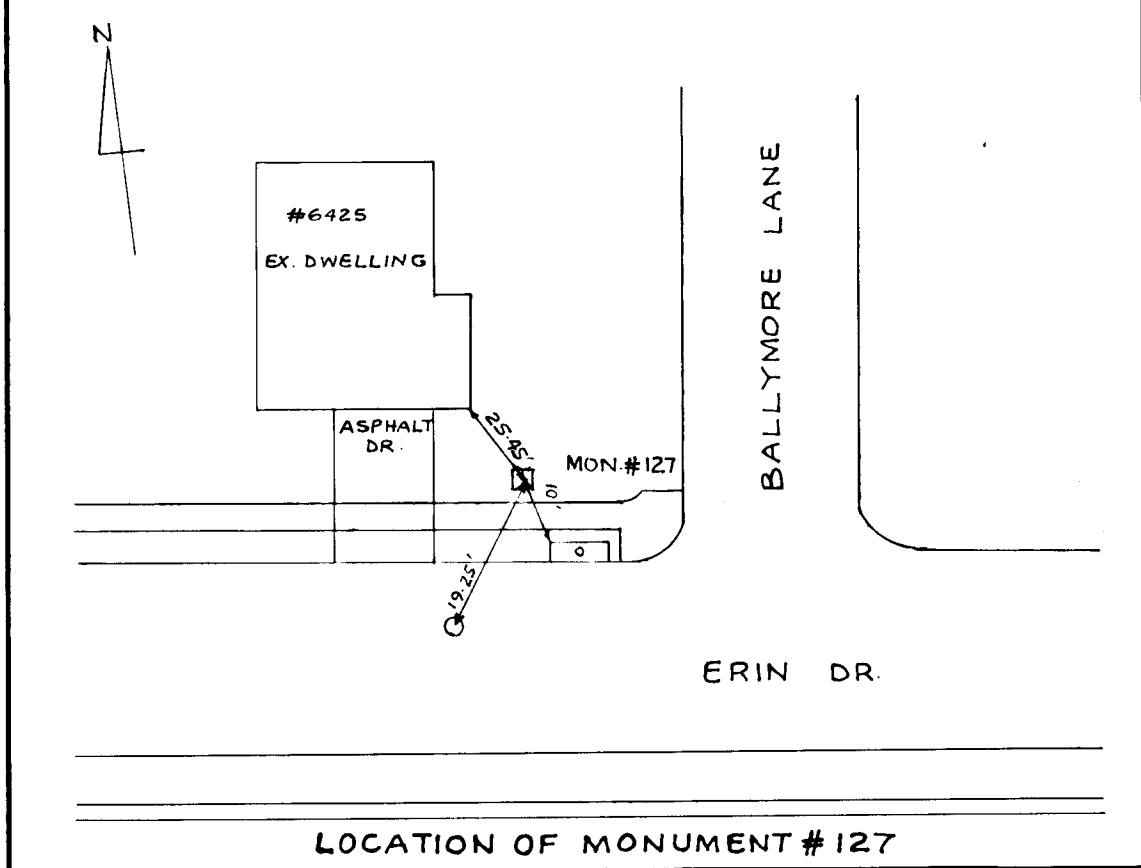 N
#6425
EX. DWELLING
ASPHALT
DR.
25.45'
MON.#127
10'
19.25'
BALLYMORE LANE
ERIN DR.
LOCATION OF MONUMENT #127